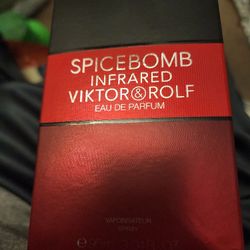 SPICEBOMB
INFRARED
VIKTOR&ROLF
EAU DE PARFUM
VAPORISATEUR
SPRAY